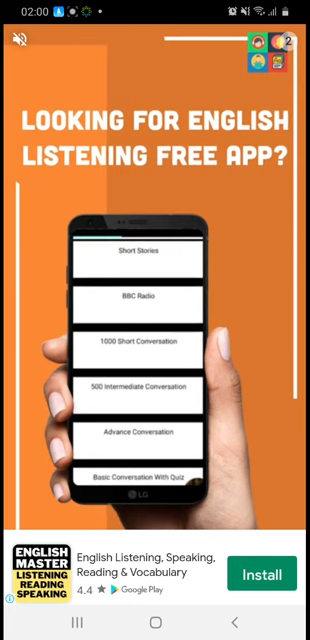 02:00
2
LOOKING FOR ENGLISH
LISTENING FREE APP?
Short Stories
BBC Radio
1000 Short Conversation
500 Intermediate Conversation
Advance Conversation
Basic Conversation With Quiz
LG
ENGLISH
MASTER
LISTENING
READING
SPEAKING
English Listening, Speaking,
Reading & Vocabulary
4.4 ★ Google Play
Install